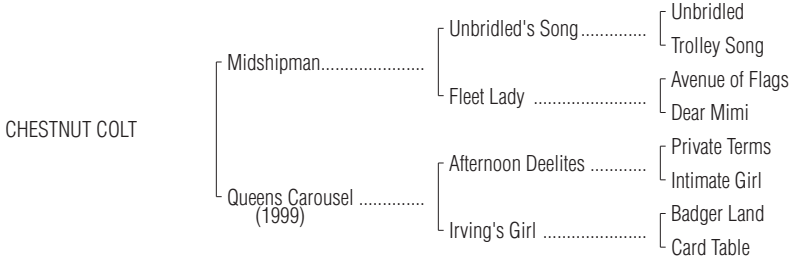 Unbridled
Unbridled's Song..............
Trolley Song
Midshipman......................
Avenue of Flags
Fleet Lady ........................
Dear Mimi
CHESTNUT COLT
Private Terms
Afternoon Deelites ............
Intimate Girl
Queens Carousel ..............
(1999)
Badger Land
Irving's Girl ......................
Card Table